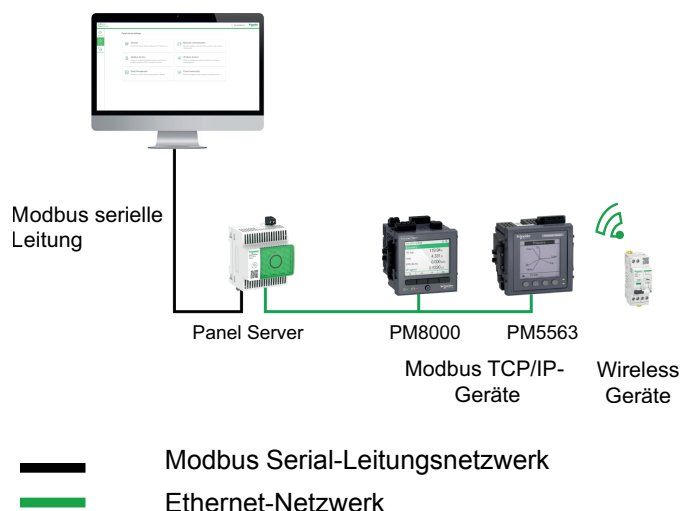 Modbus serielle
Leitung
Panel Server
PM8000
PM5563
Modbus TCP/IP-
Geräte
Wireless
Geräte
Modbus Serial-Leitungsnetzwerk
Ethernet-Netzwerk